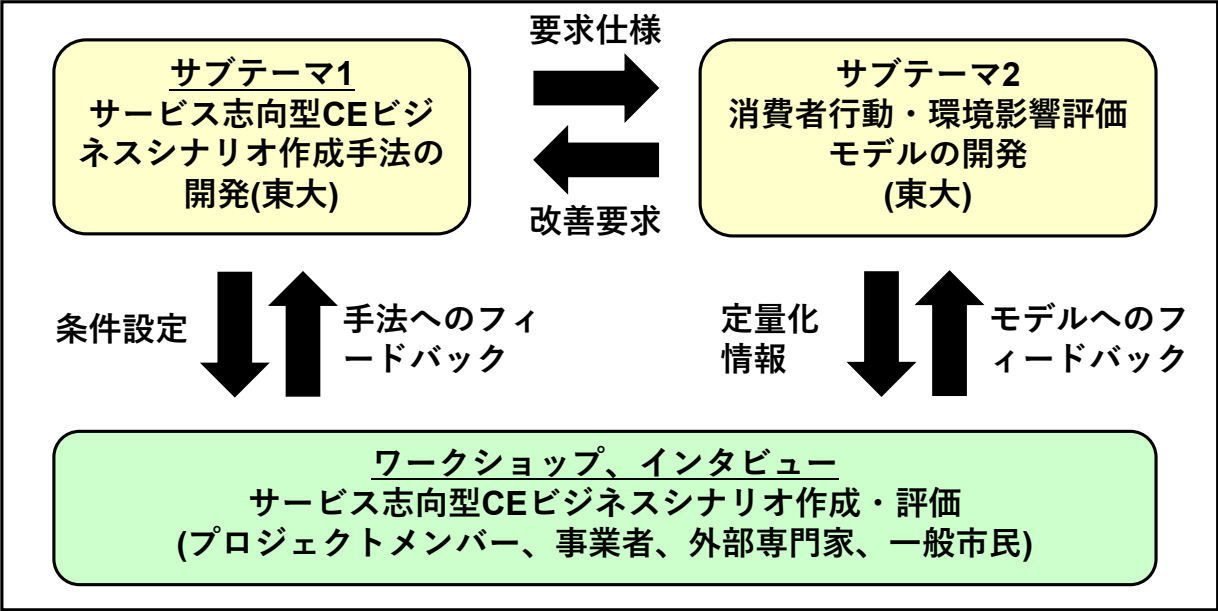 要求仕様
サブテーマ1
サービス志向型CEビジ
ネスシナリオ作成手法の
開発(東大)
サブテーマ2
消費者行動・環境影響評価
モデルの開発
(東大)
改善要求
条件設定
手法へのフィ
ードバック
定量化
情報
モデルへのフ
ィードバック
ワークショップ、インタビュー
サービス志向型CEビジネスシナリオ作成・評価
(プロジェクトメンバー、事業者、外部専門家、一般市民)